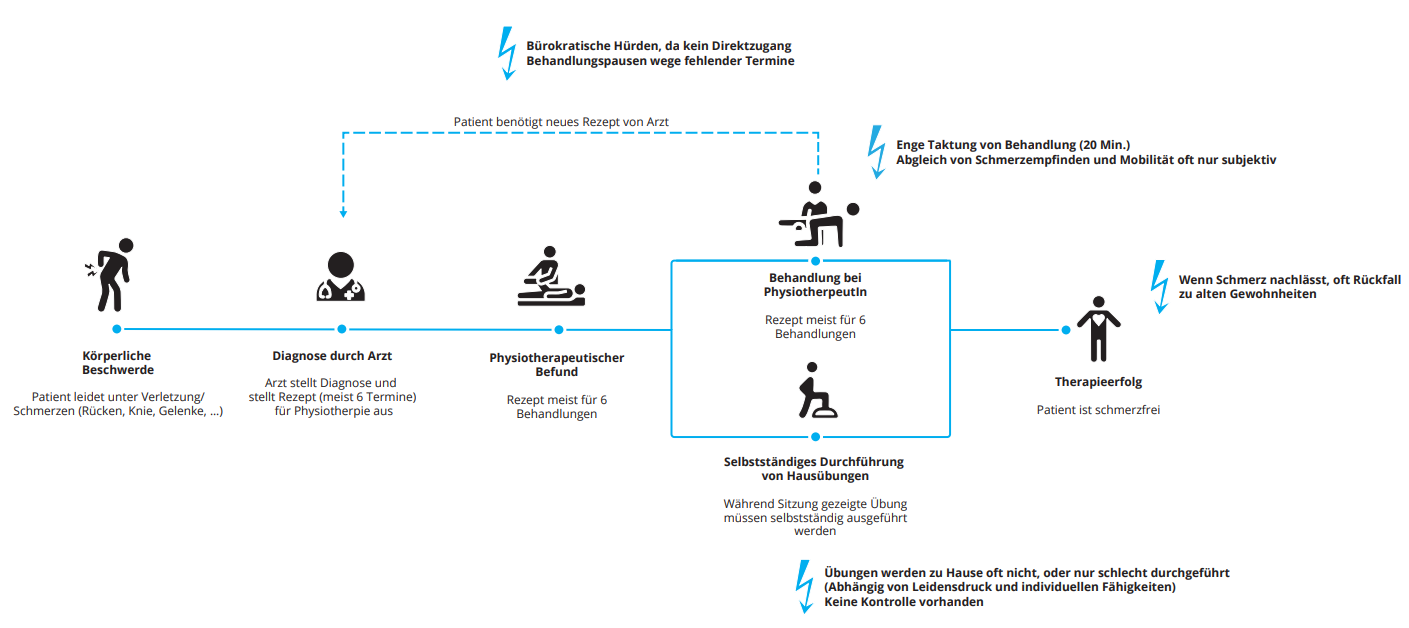 Bürokratische Hürden, da kein Direktzugang
Behandlungspausen wege fehlender Termine
Patient benötigt neues Rezept von Arzt
Enge Taktung von Behandlung (20 Min.)
Abgleich von Schmerzempfinden und Mobilität oft nur subjektiv
Wenn Schmerz nachlässt, oft Rückfall
zu alten Gewohnheiten
Körperliche
Beschwerde
Patient leidet unter Verletzung/
Schmerzen (Rücken, Knie, Gelenke, ...)
Diagnose durch Arzt
Arzt stellt Diagnose und
stellt Rezept (meist 6 Termine)
für Physiotherpie aus
Physiotherapeutischer
Befund
Rezept meist für 6
Behandlungen
Behandlung bei
PhysiotherpeutIn
Rezept meist für 6
Behandlungen
Selbstständiges Durchführung
von Hausübungen
Während Sitzung gezeigte Übung
müssen selbstständig ausgeführt
werden
Therapieerfolg
Patient ist schmerzfrei
Übungen werden zu Hause oft nicht, oder nur schlecht durchgeführt
(Abhängig von Leidensdruck und individuellen Fähigkeiten)
Keine Kontrolle vorhanden